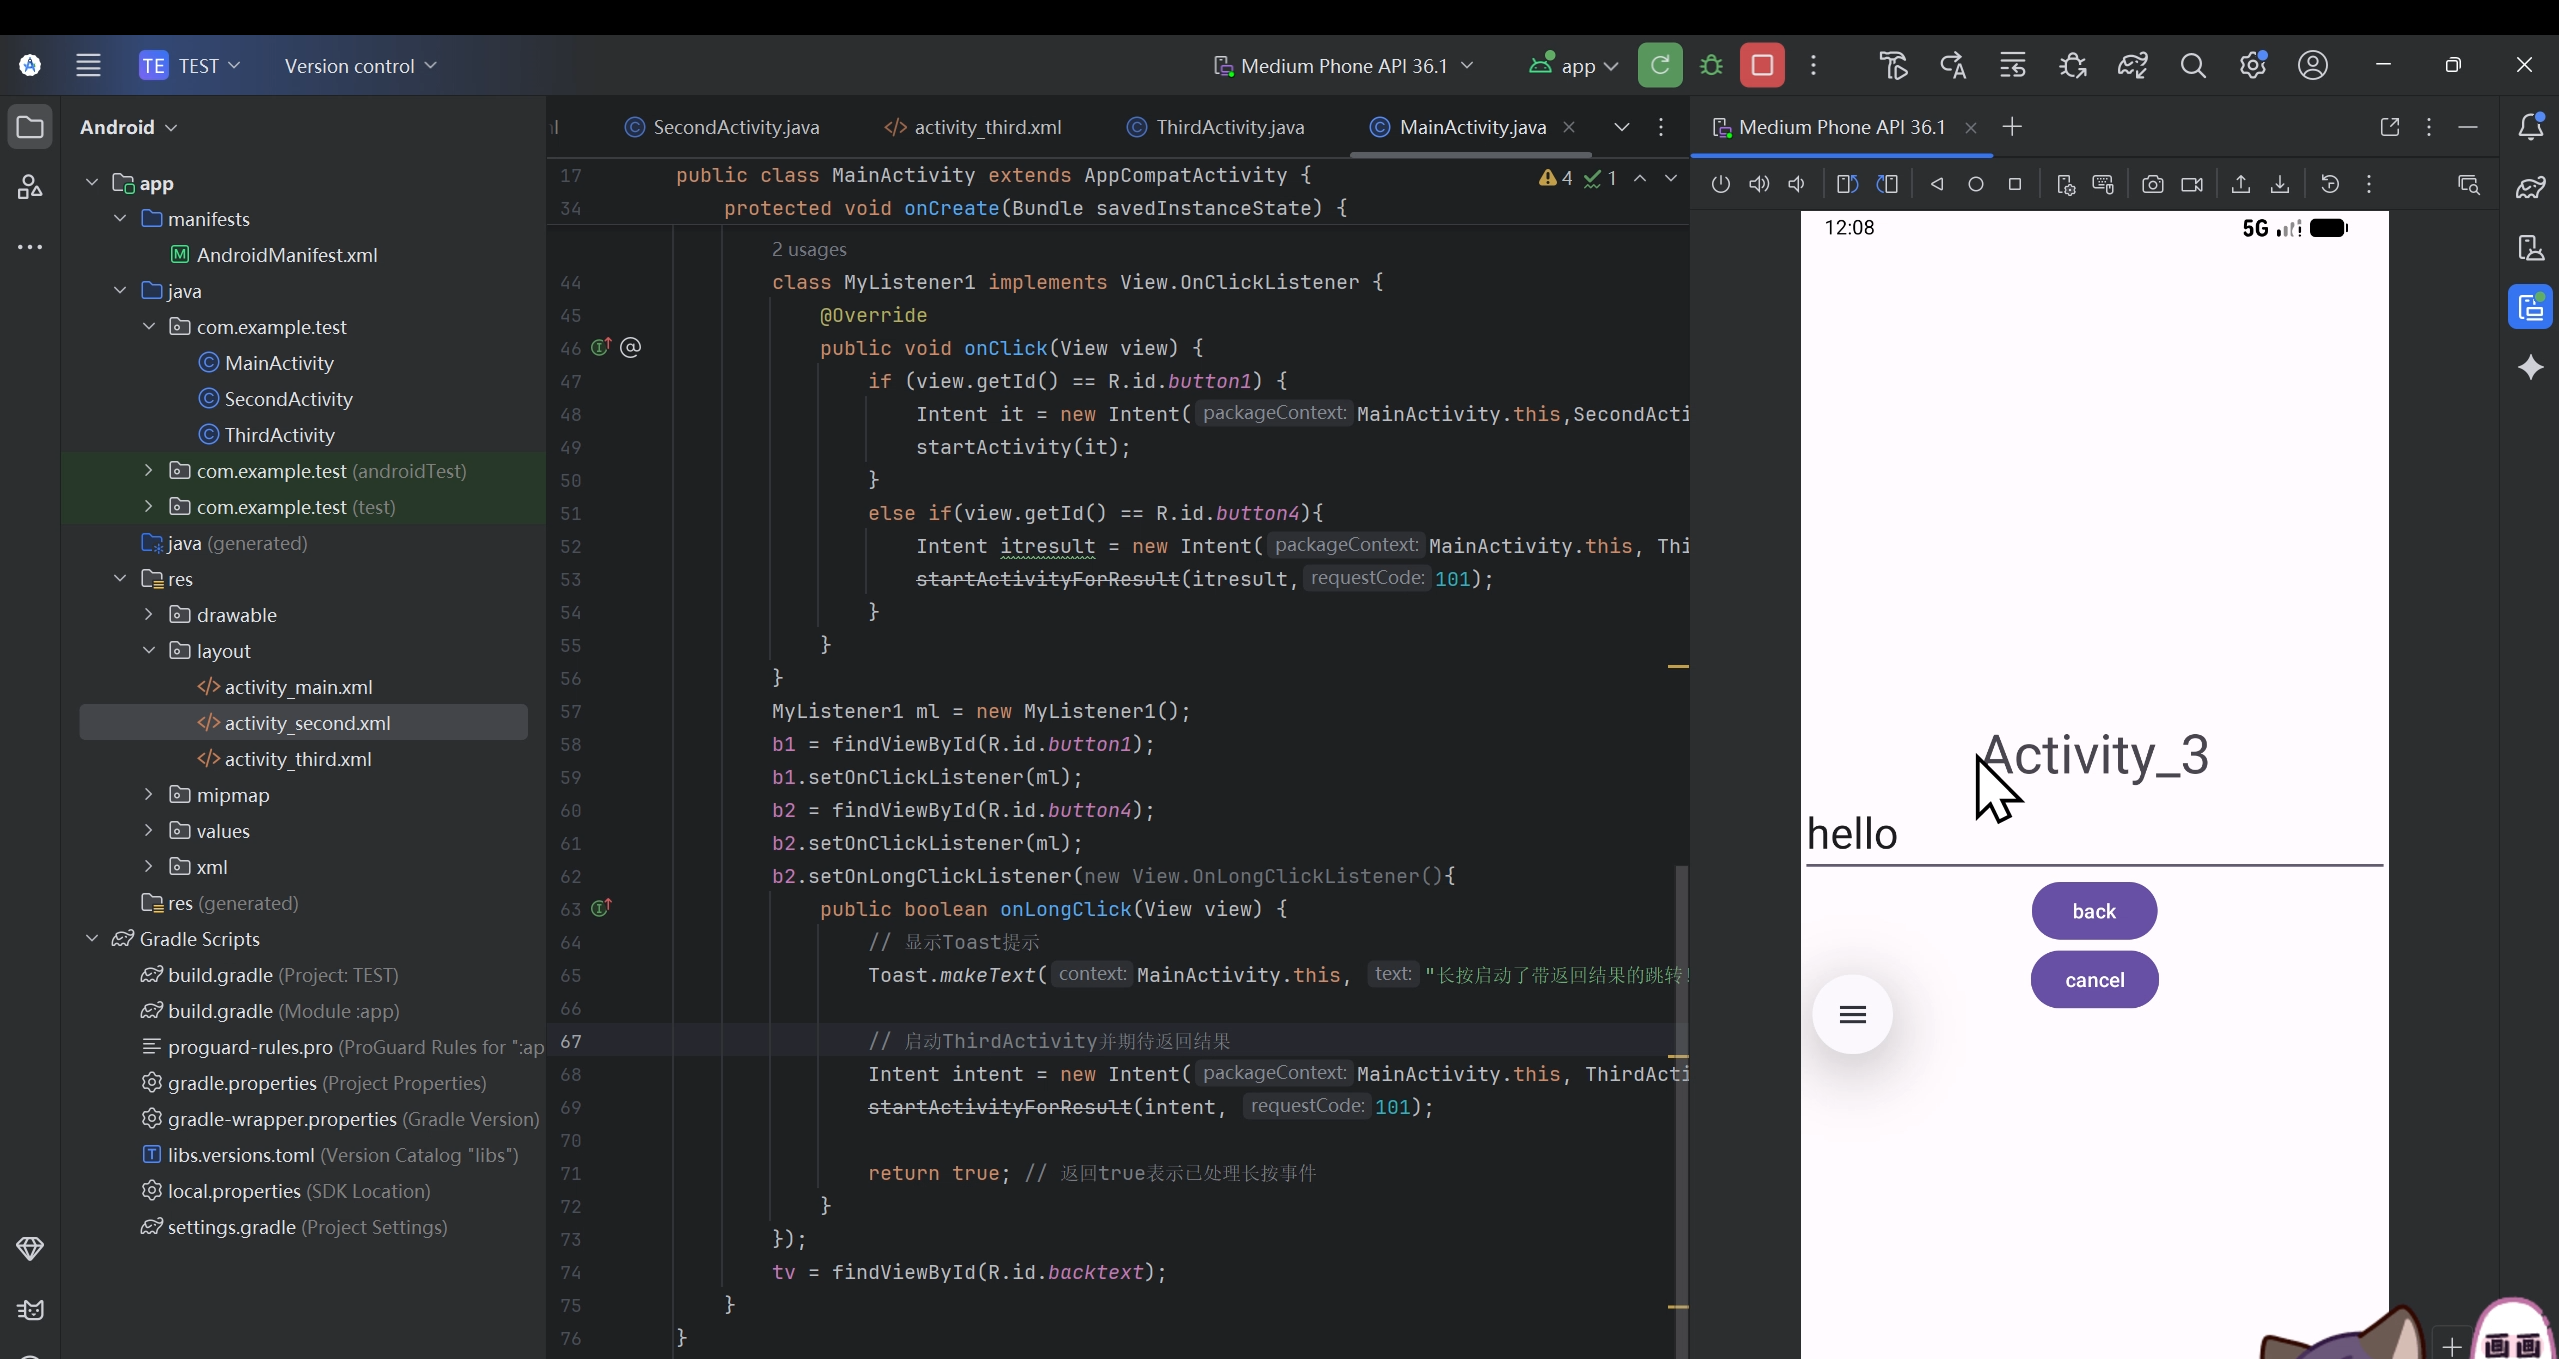 TE TEST
Version control
Medium Phone API 36.1
app
Android
SecondActivity.java
activity_third.xml
ThirdActivity.java
MainActivity.java
Medium Phone API 36.1
app
manifests
AndroidManifest.xml
java
com.example.test
MainActivity
SecondActivity
ThirdActivity
com.example.test (androidTest)
com.example.test (test)
java (generated)
res
drawable
layout
activity_main.xml
activity_second.xml
activity_third.xml
mipmap
values
xml
res (generated)
Gradle Scripts
build.gradle (Project: TEST)
build.gradle (Module :app)
proguard-rules.pro (ProGuard Rules for ":ap
gradle.properties (Project Properties)
gradle-wrapper.properties (Gradle Version)
libs.versions.toml (Version Catalog "libs")
local.properties (SDK Location)
settings.gradle (Project Settings)
4 1
17 public class MainActivity extends AppCompatActivity {
34 protected void onCreate(Bundle savedInstanceState) {
2 usages
44 class MyListener1 implements View.OnClickListener {
45 @Override
46 public void onClick(View view) {
47 if (view.getId() == R.id.button1) {
48 Intent it = new Intent( packageContext: MainActivity.this,SecondActi
49 startActivity(it);
50 }
51 else if(view.getId() == R.id.button4){
52 Intent itresult = new Intent( packageContext: MainActivity.this, Thi
53 startActivityForResult(itresult, requestCode: 101);
54 }
55 }
56 }
57 MyListener1 ml = new MyListener1();
58 b1 = findViewById(R.id.button1);
59 b1.setOnClickListener(ml);
60 b2 = findViewById(R.id.button4);
61 b2.setOnClickListener(ml);
62 b2.setOnLongClickListener(new View.OnLongClickListener(){
63 public boolean onLongClick(View view) {
64 // 显示Toast提示
65 Toast.makeText( context: MainActivity.this, text: "长按启动了带返回结果的跳转!
66
67 // 启动ThirdActivity并期待返回结果
68 Intent intent = new Intent( packageContext: MainActivity.this, ThirdActi
69 startActivityForResult(intent, requestCode: 101);
70
71 return true; // 返回true表示已处理长按事件
72 }
73 });
74 tv = findViewById(R.id.backtext);
75 }
76 }
12:08
5G
Activity_3
hello
back
cancel
画画